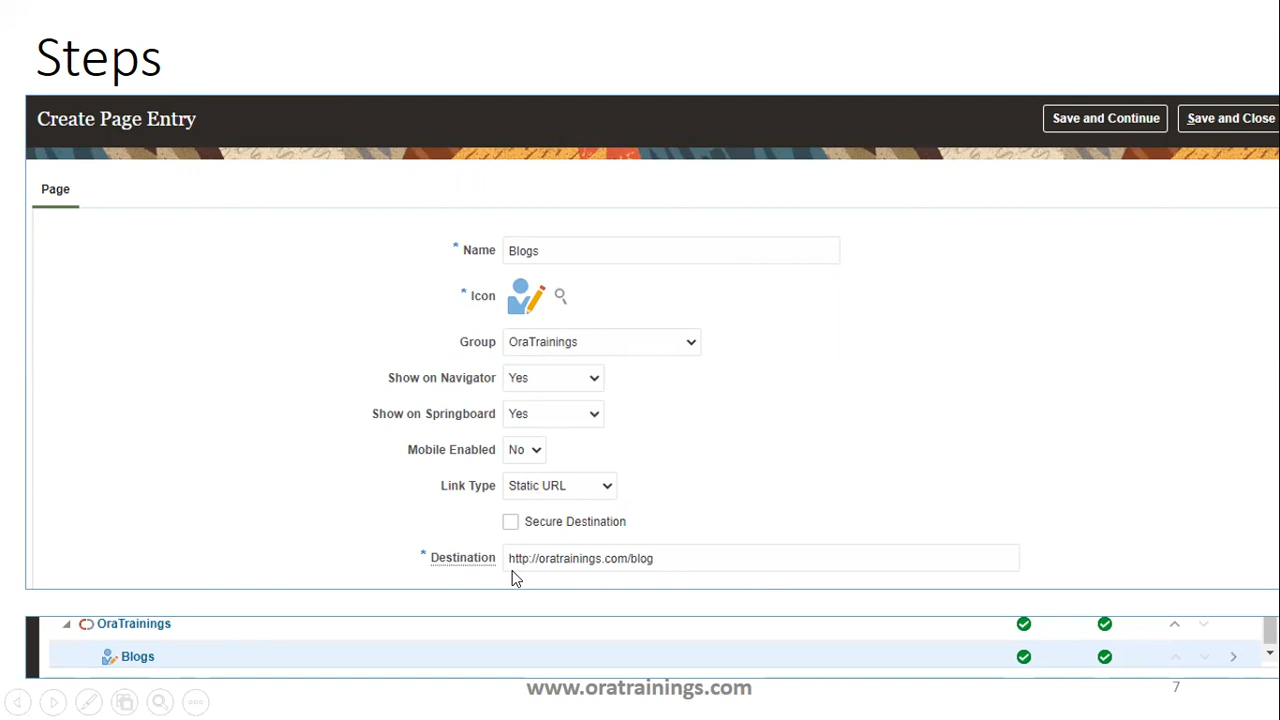 Steps
Create Page Entry
Save and Continue
Save and Close
Page
* Name Blogs
* Icon
Group OraTrainings
Show on Navigator Yes
Show on Springboard Yes
Mobile Enabled No
Link Type Static URL
Secure Destination
* Destination http://oratrainings.com/blog
OraTrainings
Blogs
www.oratrainings.com
7